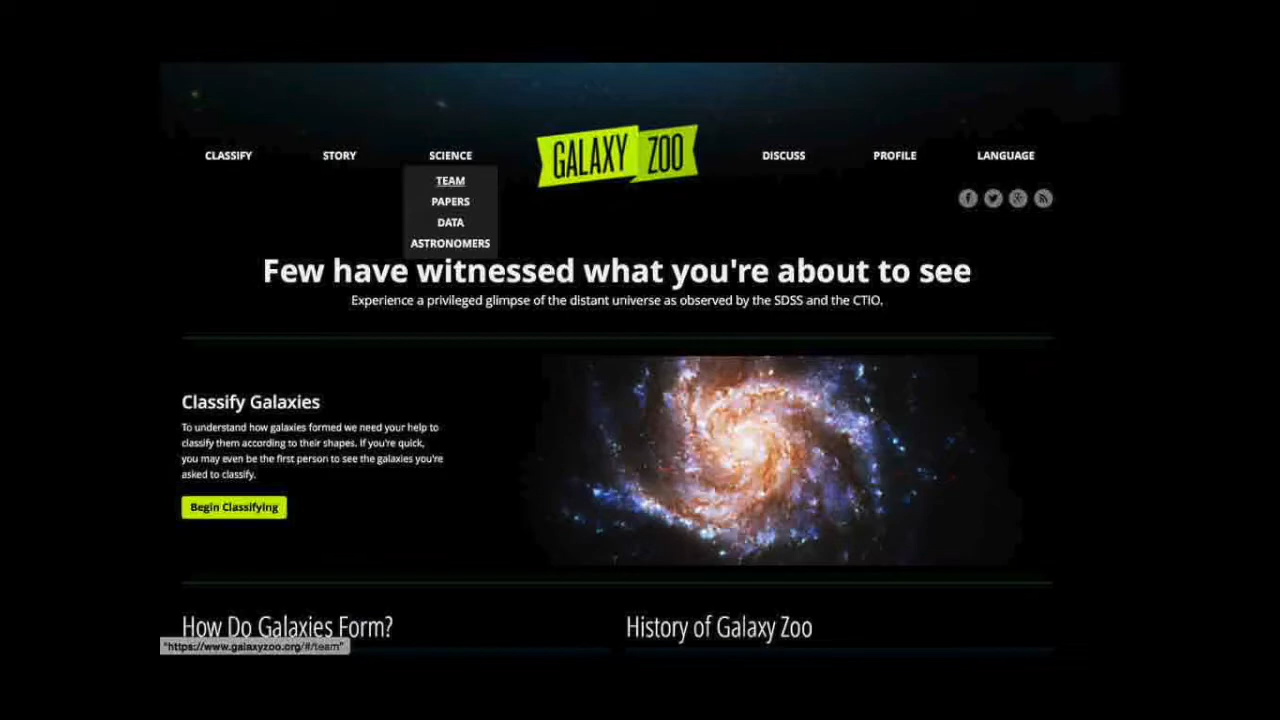 CLASSIFY STORY SCIENCE GALAXY ZOO DISCUSS PROFILE LANGUAGE
TEAM
PAPERS
DATA
ASTRONOMERS
Few have witnessed what you're about to see
Experience a privileged glimpse of the distant universe as observed by the SDSS and the CTIO.
Classify Galaxies
To understand how galaxies formed we need your help to
classify them according to their shapes. If you're quick,
you may even be the first person to see the galaxies you're
asked to classify.
Begin Classifying
How Do Galaxies Form?
History of Galaxy Zoo
"https://www.galaxyzoo.org/#/team"